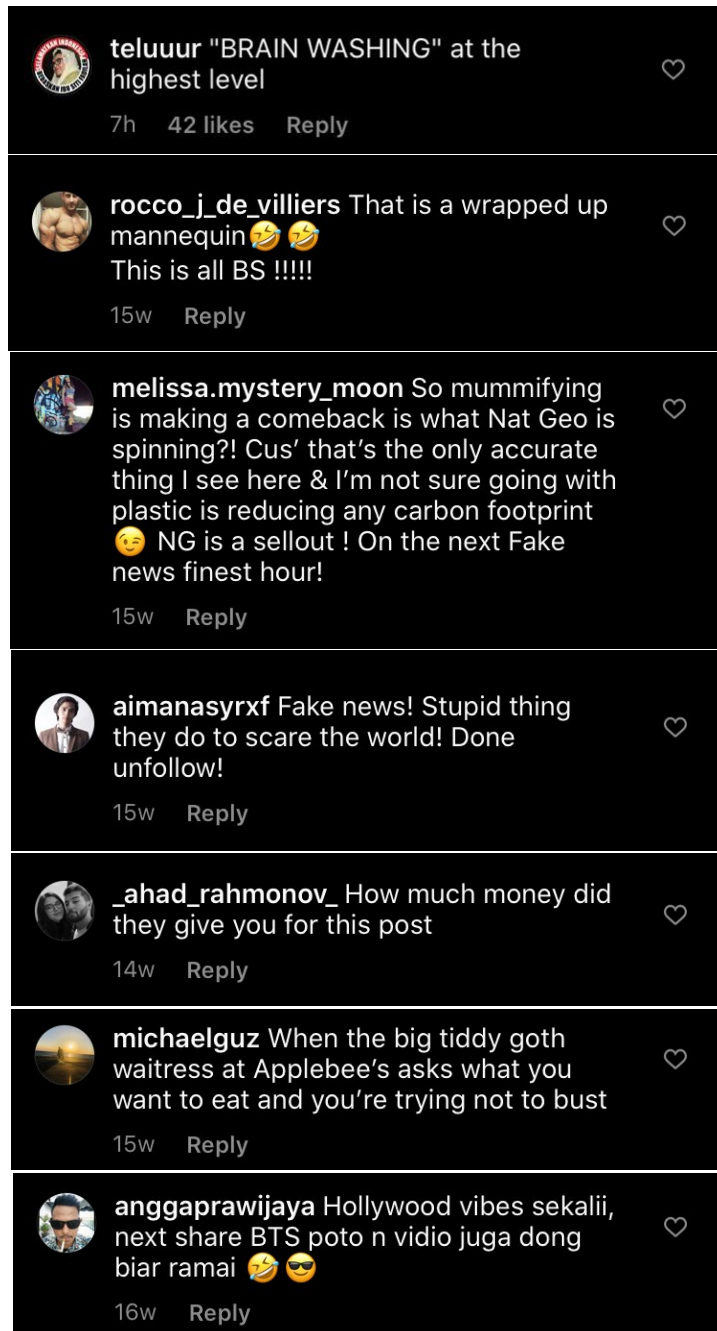 teluuur "BRAIN WASHING" at the
highest level
7h 42 likes Reply
rocco_j_de_villiers That is a wrapped up
mannequin🤣🤣
This is all BS !!!!!
15w Reply
melissa.mystery_moon So mummifying
is making a comeback is what Nat Geo is
spinning?! Cus’ that’s the only accurate
thing I see here & I’m not sure going with
plastic is reducing any carbon footprint
😉 NG is a sellout ! On the next Fake
news finest hour!
15w Reply
aimanasyrxf Fake news! Stupid thing
they do to scare the world! Done
unfollow!
15w Reply
_ahad_rahmonov_ How much money did
they give you for this post
14w Reply
michaelguz When the big tiddy goth
waitress at Applebee’s asks what you
want to eat and you’re trying not to bust
15w Reply
anggaprawijaya Hollywood vibes sekalii,
next share BTS poto n vidio juga dong
biar ramai 🤣😎
16w Reply